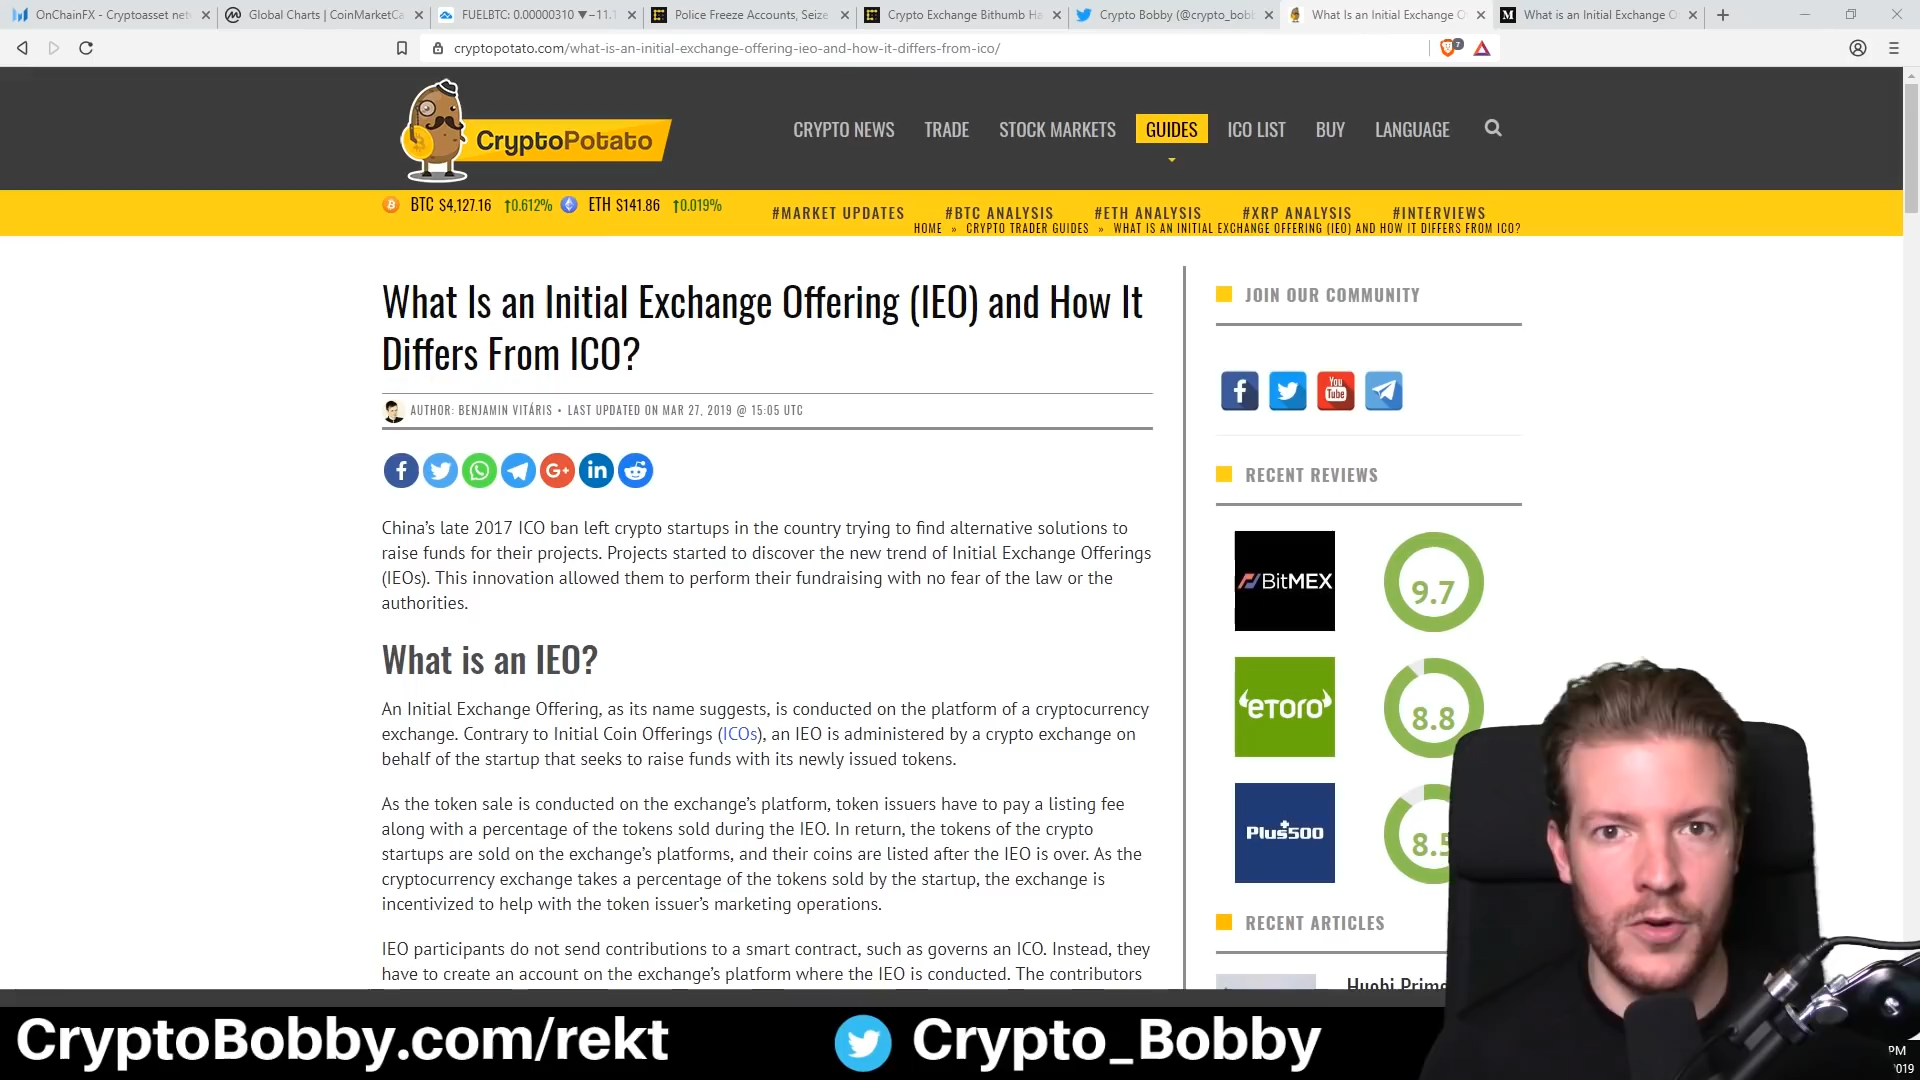 OnChainFX - Cryptoasset net
Global Charts | CoinMarketCa
FUELBTC: 0.00000310 ▼−11.1
Police Freeze Accounts, Seize
Crypto Exchange Bithumb Ha
Crypto Bobby (@crypto_bobb
What Is an Initial Exchange O
What is an Initial Exchange O
cryptopotato.com/what-is-an-initial-exchange-offering-ieo-and-how-it-differs-from-ico/
7
CryptoPotato
CRYPTO NEWS
TRADE
STOCK MARKETS
GUIDES
ICO LIST
BUY
LANGUAGE
BTC $4,127.16 ↑0.612% ETH $141.86 ↑0.019%
#MARKET UPDATES
#BTC ANALYSIS
#ETH ANALYSIS
#XRP ANALYSIS
#INTERVIEWS
HOME » CRYPTO TRADER GUIDES » WHAT IS AN INITIAL EXCHANGE OFFERING (IEO) AND HOW IT DIFFERS FROM ICO?
What Is an Initial Exchange Offering (IEO) and How It
Differs From ICO?
AUTHOR: BENJAMIN VITÁRIS • LAST UPDATED ON MAR 27, 2019 @ 15:05 UTC
China’s late 2017 ICO ban left crypto startups in the country trying to find alternative solutions to
raise funds for their projects. Projects started to discover the new trend of Initial Exchange Offerings
(IEOs). This innovation allowed them to perform their fundraising with no fear of the law or the
authorities.
What is an IEO?
An Initial Exchange Offering, as its name suggests, is conducted on the platform of a cryptocurrency
exchange. Contrary to Initial Coin Offerings (ICOs), an IEO is administered by a crypto exchange on
behalf of the startup that seeks to raise funds with its newly issued tokens.
As the token sale is conducted on the exchange’s platform, token issuers have to pay a listing fee
along with a percentage of the tokens sold during the IEO. In return, the tokens of the crypto
startups are sold on the exchange’s platforms, and their coins are listed after the IEO is over. As the
cryptocurrency exchange takes a percentage of the tokens sold by the startup, the exchange is
incentivized to help with the token issuer’s marketing operations.
IEO participants do not send contributions to a smart contract, such as governs an ICO. Instead, they
have to create an account on the exchange’s platform where the IEO is conducted. The contributors
JOIN OUR COMMUNITY
You
Tube
RECENT REVIEWS
BitMEX
9.7
eToro
8.8
Plus500
8.5
RECENT ARTICLES
Huobi Prime
CryptoBobby.com/rekt
Crypto_Bobby
PM
019